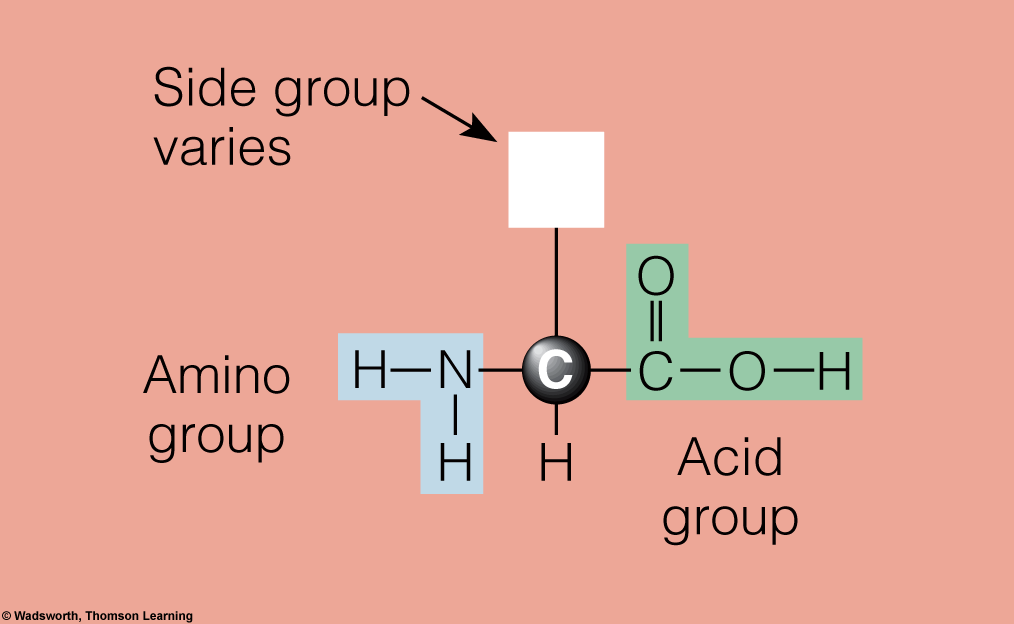 Side group
varies
O
H N C C O H
H H
Amino
group
Acid
group
© Wadsworth, Thomson Learning